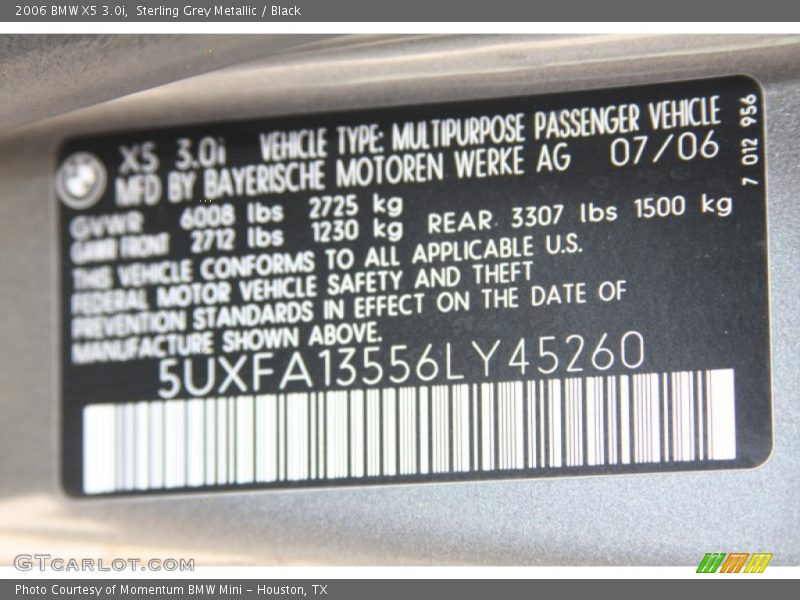 2006 BMW X5 3.0i,  Sterling Grey Metallic / Black
X5 3.0i VEHICLE TYPE: MULTIPURPOSE PASSENGER VEHICLE
MFD BY BAYERISCHE MOTOREN WERKE AG 07/06
GVWR 6008 lbs 2725 kg
GAWR FRONT 2712 lbs 1230 kg REAR 3307 lbs 1500 kg
THIS VEHICLE CONFORMS TO ALL APPLICABLE U.S.
FEDERAL MOTOR VEHICLE SAFETY AND THEFT
PREVENTION STANDARDS IN EFFECT ON THE DATE OF
MANUFACTURE SHOWN ABOVE.
5UXFA13556LY45260
7 012 956
GTCARLOT.COM
Photo Courtesy of Momentum BMW Mini - Houston, TX